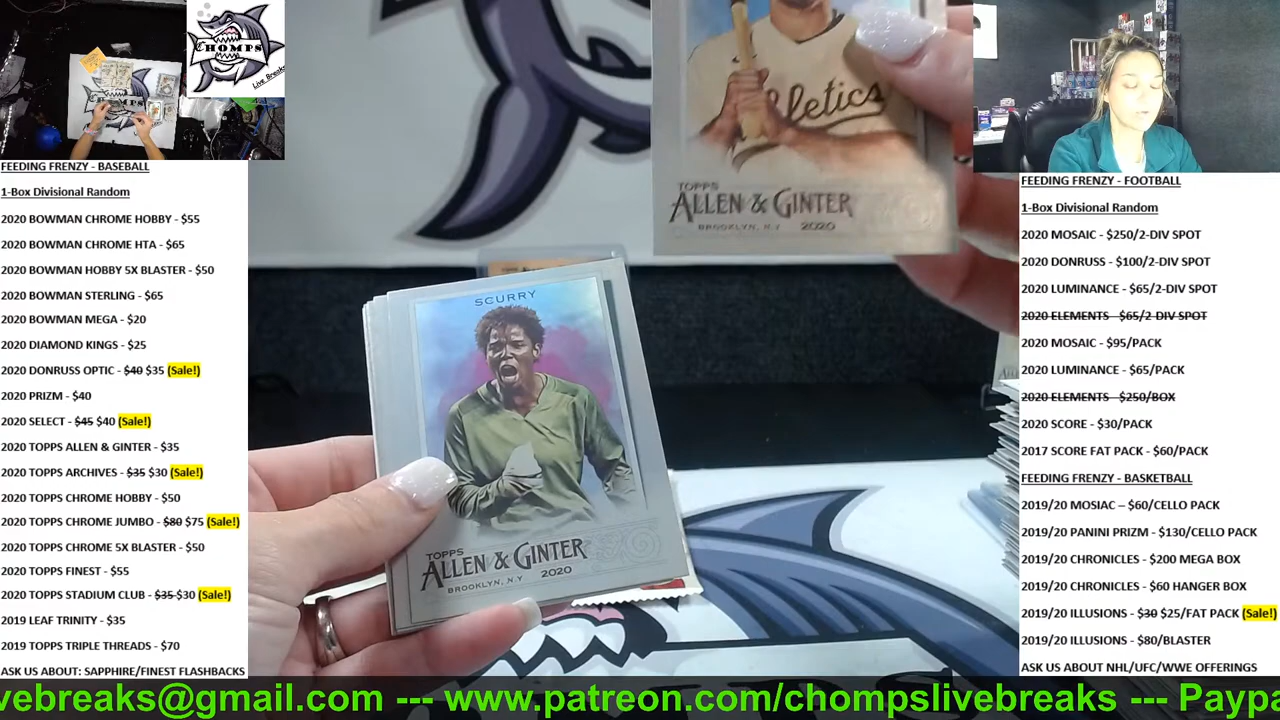 CHOMPS
Live Breaks
CHOMPS
FEEDING FRENZY - BASEBALL
1-Box Divisional Random
2020 BOWMAN CHROME HOBBY - $55
2020 BOWMAN CHROME HTA - $65
2020 BOWMAN HOBBY 5X BLASTER - $50
2020 BOWMAN STERLING - $65
2020 BOWMAN MEGA - $20
2020 DIAMOND KINGS - $25
2020 DONRUSS OPTIC - $40 $35 (Sale!)
2020 PRIZM - $40
2020 SELECT - $45 $40 (Sale!)
2020 TOPPS ALLEN & GINTER - $35
2020 TOPPS ARCHIVES - $35 $30 (Sale!)
2020 TOPPS CHROME HOBBY - $50
2020 TOPPS CHROME JUMBO - $80 $75 (Sale!)
2020 TOPPS CHROME 5X BLASTER - $50
2020 TOPPS FINEST - $55
2020 TOPPS STADIUM CLUB - $35 $30 (Sale!)
2019 LEAF TRINITY - $35
2019 TOPPS TRIPLE THREADS - $70
ASK US ABOUT: SAPPHIRE/FINEST FLASHBACKS
thletics
TOPPS
ALLEN & GINTER
BROOKLYN, N.Y 2020
SCURRY
TOPPS
ALLEN & GINTER
BROOKLYN, N.Y 2020
FEEDING FRENZY - FOOTBALL
1-Box Divisional Random
2020 MOSAIC - $250/2-DIV SPOT
2020 DONRUSS - $100/2-DIV SPOT
2020 LUMINANCE - $65/2-DIV SPOT
2020 ELEMENTS - $65/2-DIV SPOT
2020 MOSAIC - $95/PACK
2020 LUMINANCE - $65/PACK
2020 ELEMENTS - $250/BOX
2020 SCORE - $30/PACK
2017 SCORE FAT PACK - $60/PACK
FEEDING FRENZY - BASKETBALL
2019/20 MOSIAC – $60/CELLO PACK
2019/20 PANINI PRIZM - $130/CELLO PACK
2019/20 CHRONICLES - $200 MEGA BOX
2019/20 CHRONICLES - $60 HANGER BOX
2019/20 ILLUSIONS - $30 $25/FAT PACK (Sale!)
2019/20 ILLUSIONS - $80/BLASTER
ASK US ABOUT NHL/UFC/WWE OFFERINGS
vebreaks@gmail.com --- www.patreon.com/chompslivebreaks --- Paypa